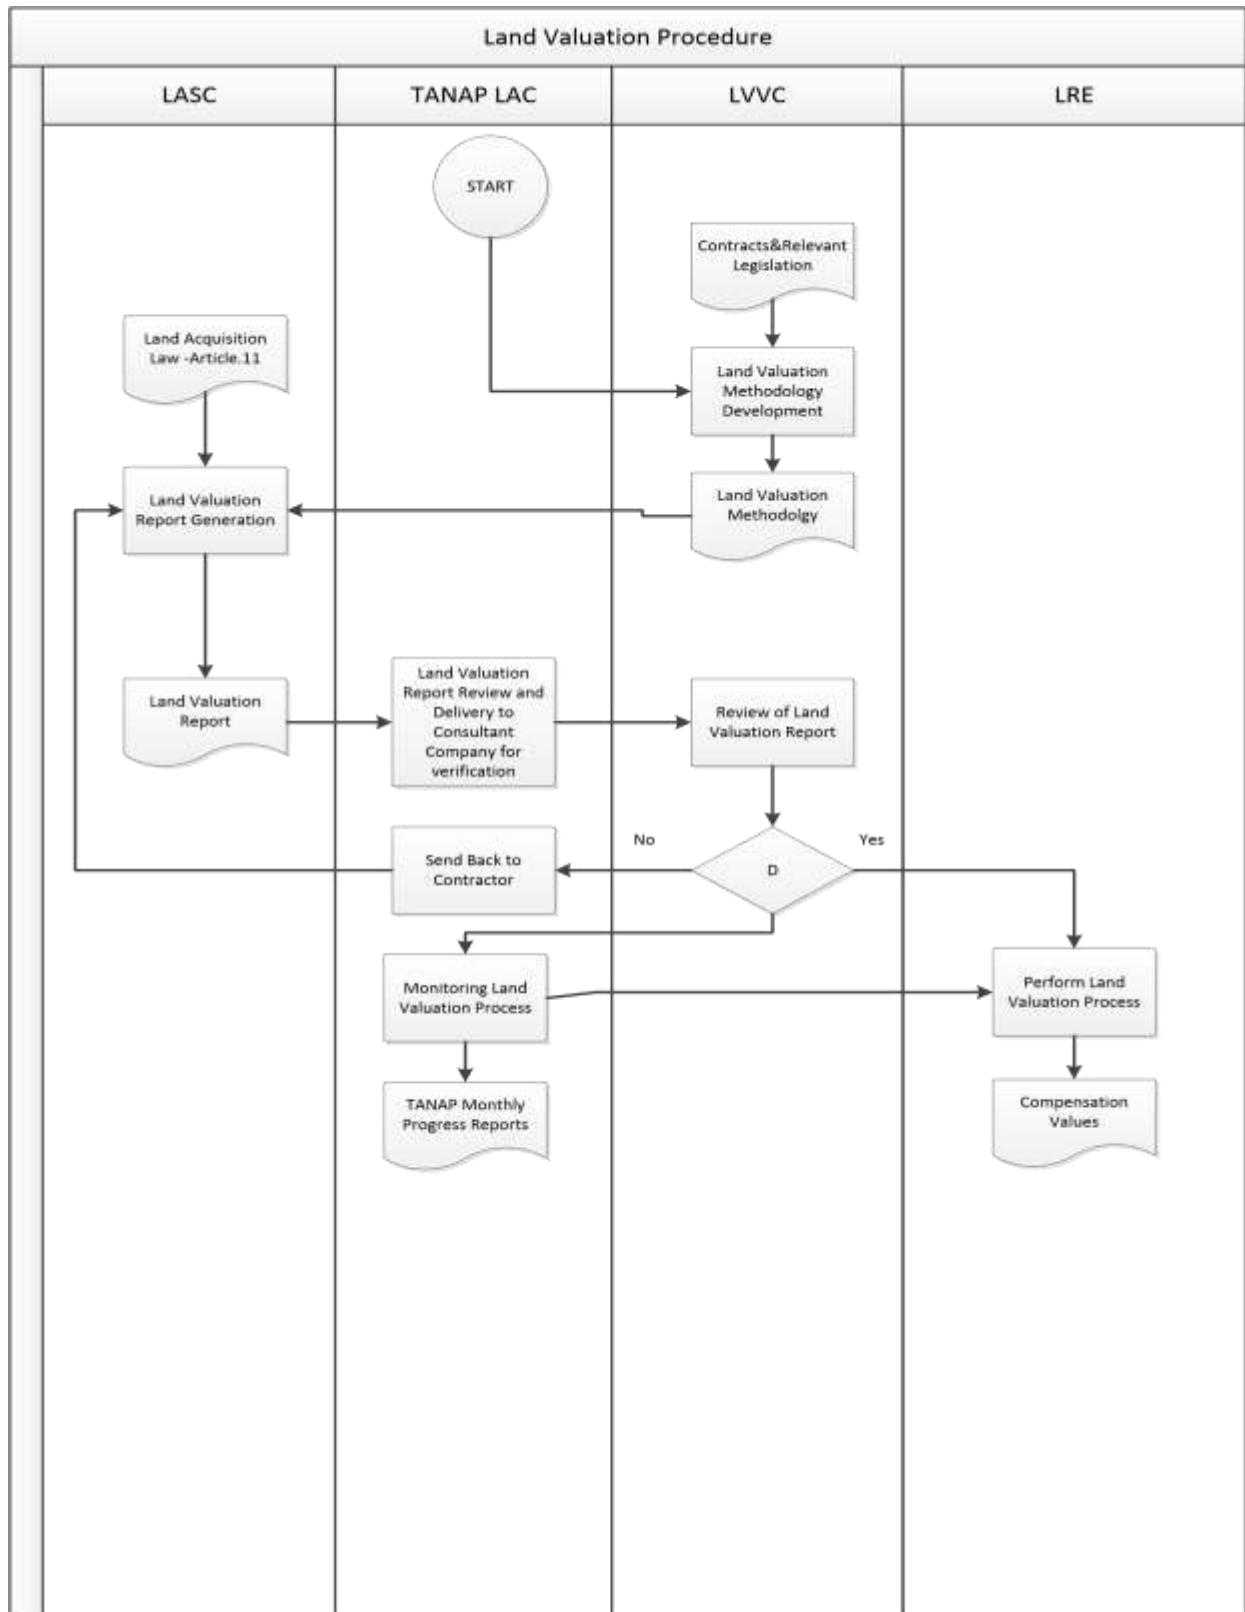 Land Valuation Procedure
LASC
TANAP LAC
LVVC
LRE
START
Contracts&Relevant
Legislation
Land Acquisition
Law -Article.11
Land Valuation
Methodology
Development
Land Valuation
Report Generation
Land Valuation
Methodolgy
Land Valuation
Report
Land Valuation
Report Review and
Delivery to
Consultant
Company for
verification
Review of Land
Valuation Report
No
Yes
Send Back to
Contractor
D
Monitoring Land
Valuation Process
Perform Land
Valuation Process
TANAP Monthly
Progress Reports
Compensation
Values